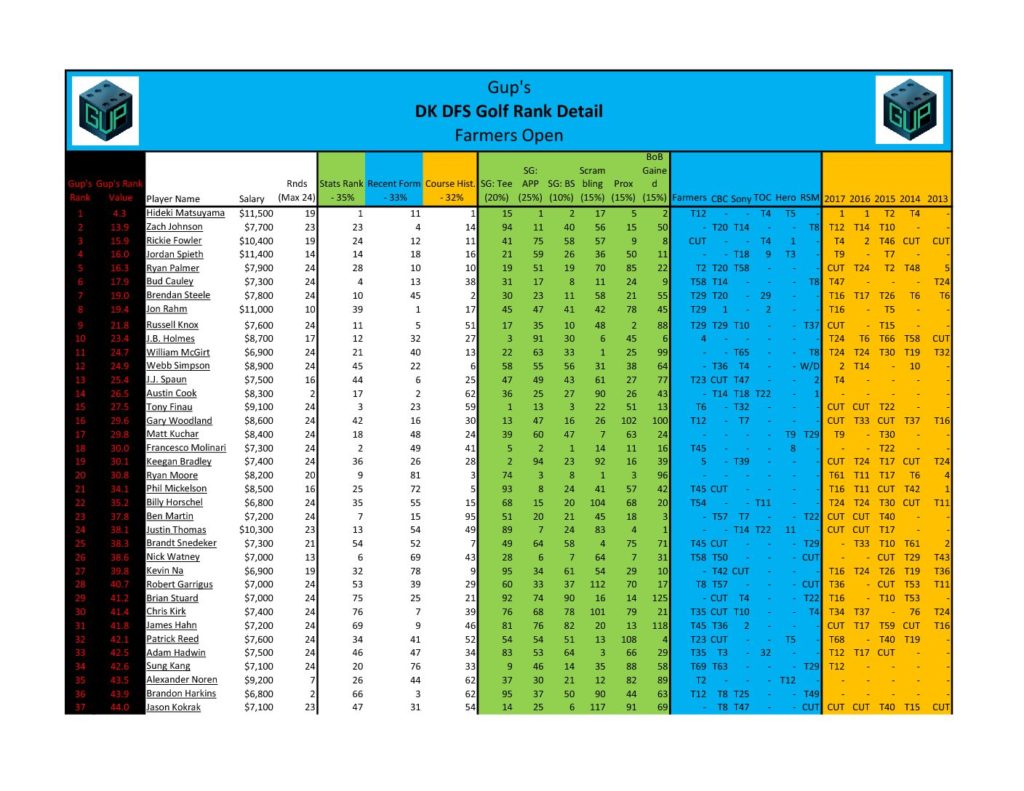 GUP
Gup's
GUP
DK DFS Golf Rank Detail
Farmers Open
Gup's Rank Gup's Rank Value Player Name Salary Rnds (Max 24) Stats Rank - 35% Recent Form - 33% Course Hist. - 32% SG: Tee (20%) SG: APP (25%) SG: BS (10%) Scrambling (15%) Prox (15%) BoB Gained (15%) Farmers CBC Sony TOC Hero RSM 2017 2016 2015 2014 2013
1 4.3 Hideki Matsuyama $11,500 19 1 11 1 15 1 2 17 5 2 T12 - - T4 T5 - 1 1 T2 T4 -
2 13.9 Zach Johnson $7,700 23 23 4 14 94 11 40 56 15 50 - T20 T14 - - T8 T12 T14 T10 - -
3 15.9 Rickie Fowler $10,400 19 24 12 11 41 75 58 57 9 8 CUT - - T4 1 - T4 2 T46 CUT CUT
4 16.0 Jordan Spieth $11,400 14 14 18 16 21 59 26 36 50 11 - - T18 9 T3 - T9 - T7 - -
5 16.3 Ryan Palmer $7,900 24 28 10 10 19 51 19 70 85 22 T2 T20 T58 - - - CUT T24 T2 T48 5
6 17.9 Bud Cauley $7,300 24 4 13 38 31 17 8 11 24 9 T58 T14 - - - T8 T47 - - - T24
7 19.0 Brendan Steele $7,800 24 10 45 2 30 23 11 58 21 55 T29 T20 - 29 - - T16 T17 T26 T6 T6
8 19.4 Jon Rahm $11,000 10 39 1 17 45 47 41 42 78 45 T29 1 - 2 - - T16 - T5 - -
9 21.8 Russell Knox $7,600 24 11 5 51 17 35 10 48 2 88 T29 T29 T10 - - T37 CUT - T15 - -
10 23.4 J.B. Holmes $8,700 17 12 32 27 3 91 30 6 45 6 4 - - - - - T24 T6 T66 T58 CUT
11 24.7 William McGirt $6,900 24 21 40 13 22 63 33 1 25 99 - - T65 - - T8 T24 T24 T30 T19 T32
12 24.9 Webb Simpson $8,900 24 45 22 6 58 55 56 31 38 64 - T36 T4 - - W/D 2 T14 - 10 -
13 25.4 J.J. Spaun $7,500 16 44 6 25 47 49 43 61 27 77 T23 CUT T47 - - 2 T4 - - - -
14 26.5 Austin Cook $8,300 2 17 2 62 36 25 27 90 26 43 - T14 T18 T22 - 1 - - - - -
15 27.5 Tony Finau $9,100 24 3 23 59 1 13 3 22 51 13 T6 - T32 - - - CUT CUT T22 - -
16 29.6 Gary Woodland $8,600 24 42 16 30 13 47 16 26 102 100 T12 - T7 - - - CUT T33 CUT T37 T16
17 29.8 Matt Kuchar $8,400 24 18 48 24 39 60 47 7 63 24 - - - - T9 T29 T9 - T30 - -
18 30.0 Francesco Molinari $7,300 24 2 49 41 5 2 1 14 11 16 T45 - - - 8 - - - T22 - -
19 30.1 Keegan Bradley $7,400 24 36 26 28 2 94 23 92 16 39 5 - T39 - - - CUT T24 T17 CUT T24
20 30.8 Ryan Moore $8,200 20 9 81 3 74 3 8 1 3 96 - - - - - - T61 T11 T17 T6 4
21 34.1 Phil Mickelson $8,500 16 25 72 5 93 8 24 41 57 42 T45 CUT - - - - T16 T11 CUT T42 1
22 35.2 Billy Horschel $6,800 24 35 55 15 68 15 20 104 68 20 T54 - - T11 - - T24 T24 T30 CUT T11
23 37.8 Ben Martin $7,200 24 7 15 95 51 20 21 45 18 3 - T57 T7 - - T22 CUT CUT T40 - -
24 38.1 Justin Thomas $10,300 23 13 54 49 89 7 24 83 4 1 - - T14 T22 11 - CUT CUT T17 - -
25 38.3 Brandt Snedeker $7,300 21 54 52 7 49 64 58 4 75 71 T45 CUT - - - T29 - T33 T10 T61 2
26 38.6 Nick Watney $7,000 13 6 69 43 28 6 7 64 7 31 T58 T50 - - - CUT - - CUT T29 T43
27 39.8 Kevin Na $6,900 19 32 78 9 95 34 61 54 29 10 - T42 CUT - - - T16 T24 T26 T19 T36
28 40.7 Robert Garrigus $7,000 24 53 39 29 60 33 37 112 70 17 T8 T57 - - - CUT T36 - CUT T53 T11
29 41.2 Brian Stuard $7,000 24 75 25 21 92 74 90 16 14 125 - CUT T4 - - T22 T16 - T10 T53 -
30 41.4 Chris Kirk $7,400 24 76 7 39 76 68 78 101 79 21 T35 CUT T10 - - T4 T34 T37 - 76 T24
31 41.8 James Hahn $7,200 24 69 9 46 81 76 82 20 13 118 T45 T36 2 - - - CUT T17 T59 CUT T16
32 42.1 Patrick Reed $7,600 24 34 41 52 54 54 51 13 108 4 T23 CUT - - T5 - T68 - T40 T19 -
33 42.5 Adam Hadwin $7,500 24 46 47 34 83 53 64 3 66 29 T35 T3 - 32 - - T12 T17 CUT - -
34 42.6 Sung Kang $7,100 24 20 76 33 9 46 14 35 88 58 T69 T63 - - - T29 T12 - - - -
35 43.5 Alexander Noren $9,200 7 26 44 62 37 30 21 12 82 89 T2 - - - T12 - - - - - -
36 43.9 Brandon Harkins $6,800 2 66 3 62 95 37 50 90 44 63 T12 T8 T25 - - T49 - - - - -
37 44.0 Jason Kokrak $7,100 23 47 31 54 14 25 6 117 91 69 - T8 T47 - - CUT CUT CUT T40 T15 CUT